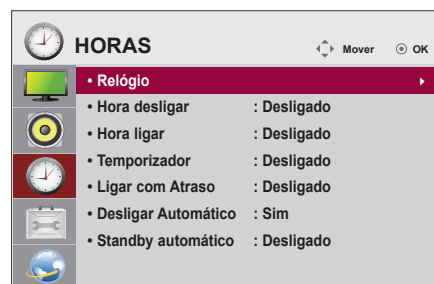 HORAS
Mover OK
• Relógio
• Hora desligar : Desligado
• Hora ligar : Desligado
• Temporizador : Desligado
• Ligar com Atraso : Desligado
• Desligar Automático : Sim
• Standby automático : Desligado